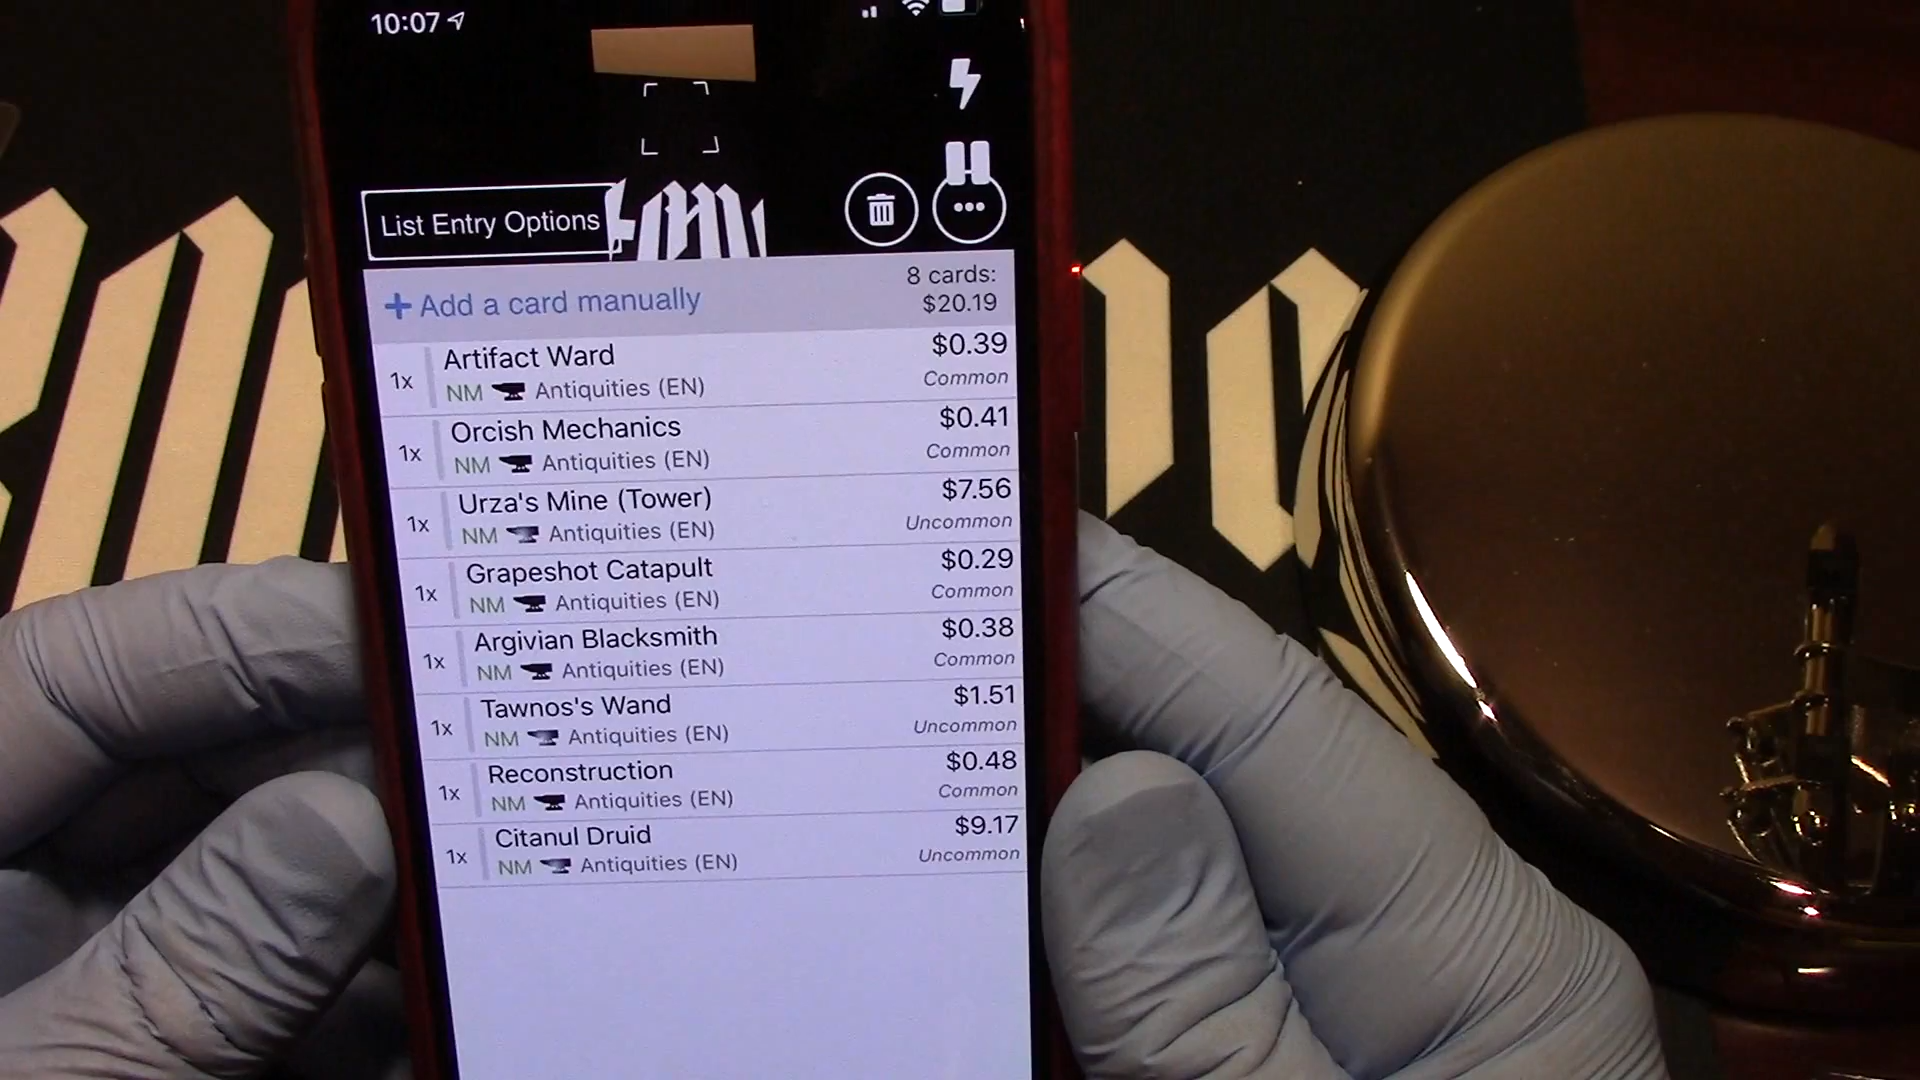 10:07
List Entry Options
+ Add a card manually
8 cards:
$20.19
1x Artifact Ward $0.39
NM Antiquities (EN) Common
1x Orcish Mechanics $0.41
NM Antiquities (EN) Common
1x Urza's Mine (Tower) $7.56
NM Antiquities (EN) Uncommon
1x Grapeshot Catapult $0.29
NM Antiquities (EN) Common
1x Argivian Blacksmith $0.38
NM Antiquities (EN) Common
1x Tawnos's Wand $1.51
NM Antiquities (EN) Uncommon
1x Reconstruction $0.48
NM Antiquities (EN) Common
1x Citanul Druid $9.17
NM Antiquities (EN) Uncommon